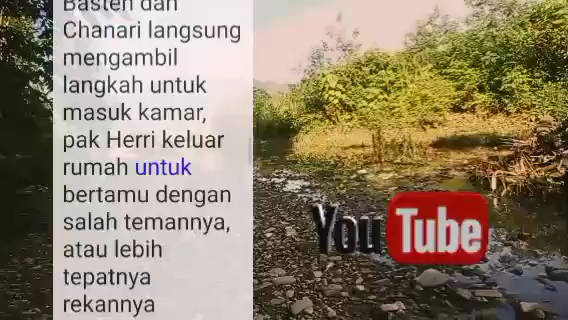 Basten dan
Chanari langsung
mengambil
langkah untuk
masuk kamar,
pak Herri keluar
rumah untuk
bertamu dengan
salah temannya,
atau lebih
tepatnya
rekannya
YouTube